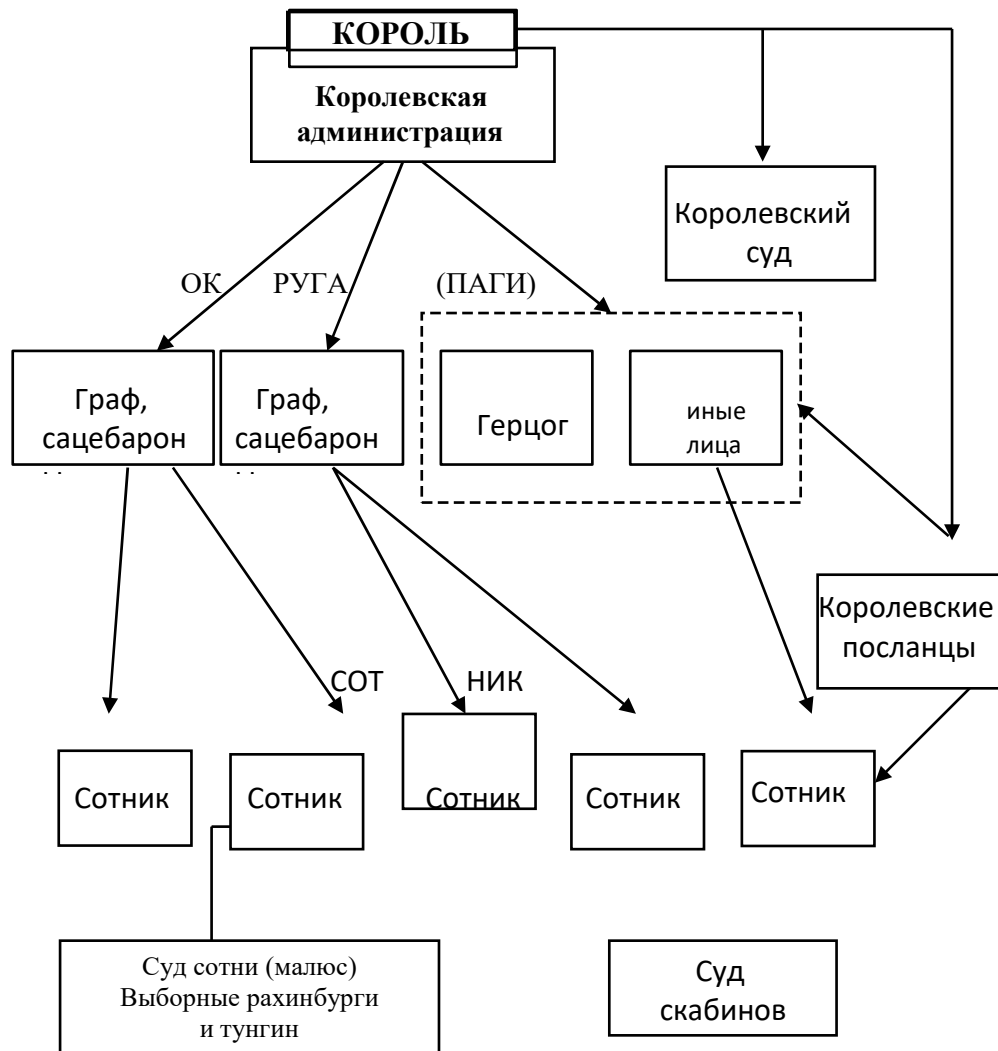 КОРОЛЬ
Королевская
администрация
Королевский
суд
ОК РУГА (ПАГИ)
Граф,
сацебарон
Граф,
сацебарон
Герцог
иные
лица
Королевские
посланцы
СОТ НИК
Сотник
Сотник
Сотник
Сотник
Сотник
Суд сотни (малюс)
Выборные рахинбурги
и тунгин
Суд
скабинов